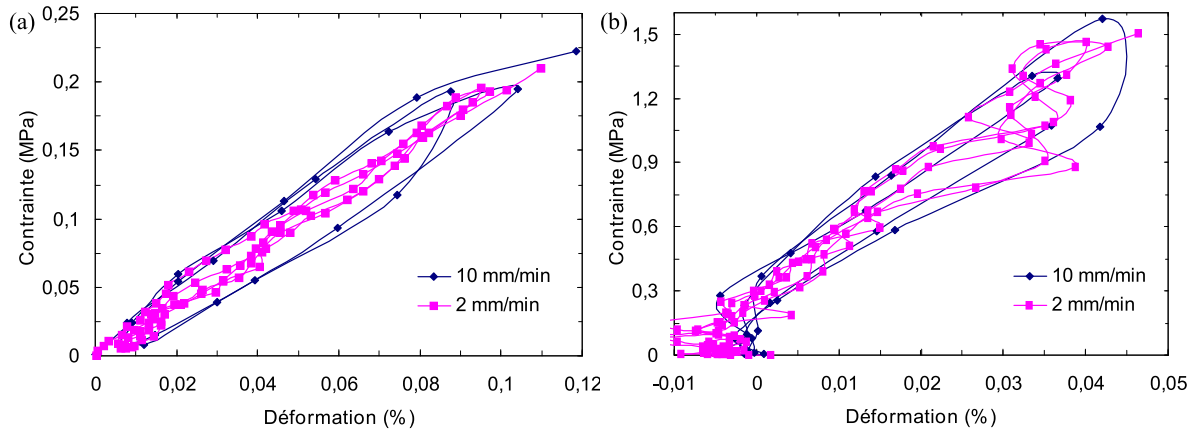 (a)
0,25
0,2
0,15
0,1
0,05
0
Contrainte (MPa)
0 0,02 0,04 0,06 0,08 0,1 0,12
Déformation (%)
10 mm/min
2 mm/min
(b)
1,5
1,2
0,9
0,6
0,3
0
Contrainte (MPa)
-0,01 0 0,01 0,02 0,03 0,04 0,05
Déformation (%)
10 mm/min
2 mm/min